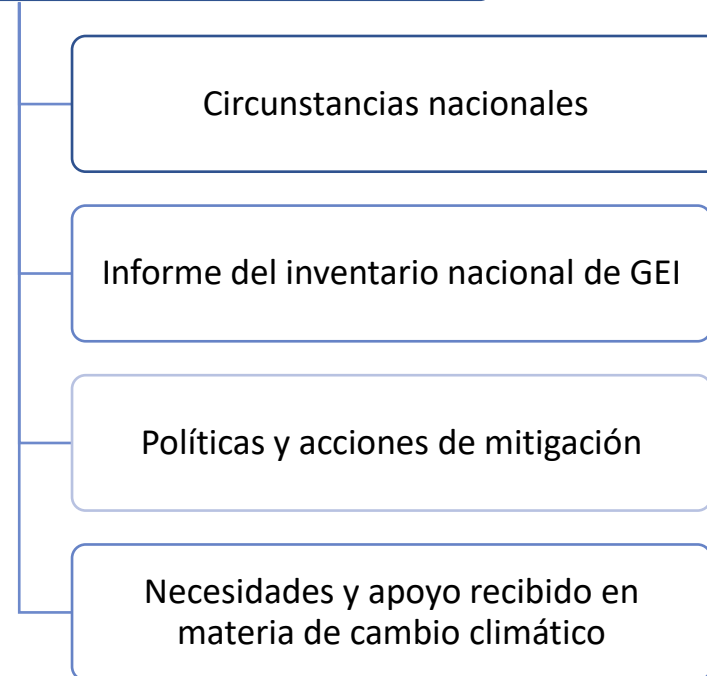 Circunstancias nacionales
Informe del inventario nacional de GEI
Políticas y acciones de mitigación
Necesidades y apoyo recibido en
materia de cambio climático